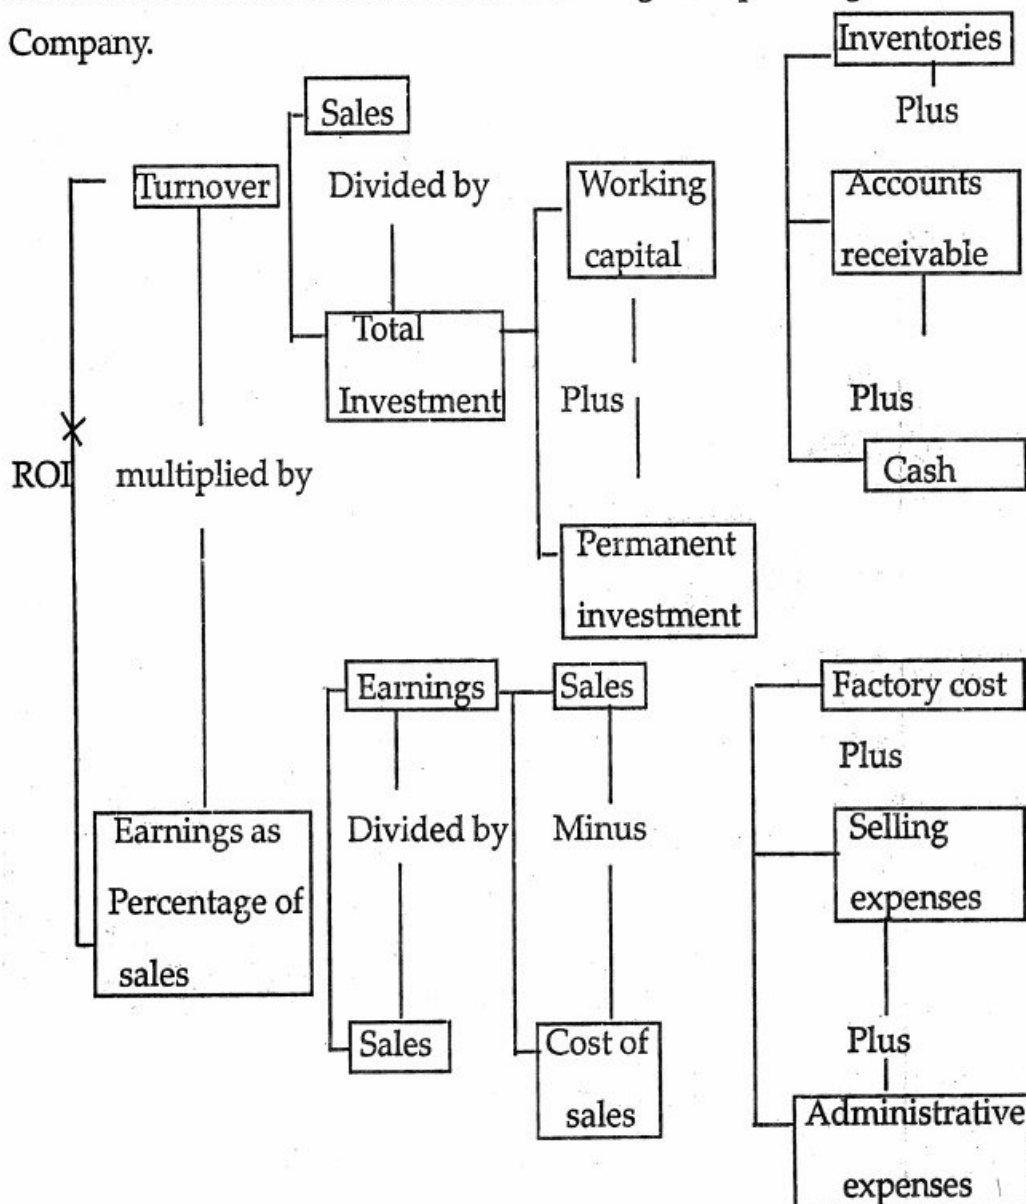 Company.
Inventories
Plus
Sales
Turnover
Divided by
Working
capital
Accounts
receivable
Total
Investment
Plus
Plus
ROI
multiplied by
Cash
Permanent
investment
Earnings
Sales
Factory cost
Plus
Earnings as
Percentage of
sales
Divided by
Minus
Selling
expenses
Sales
Cost of
sales
Plus
Administrative
expenses